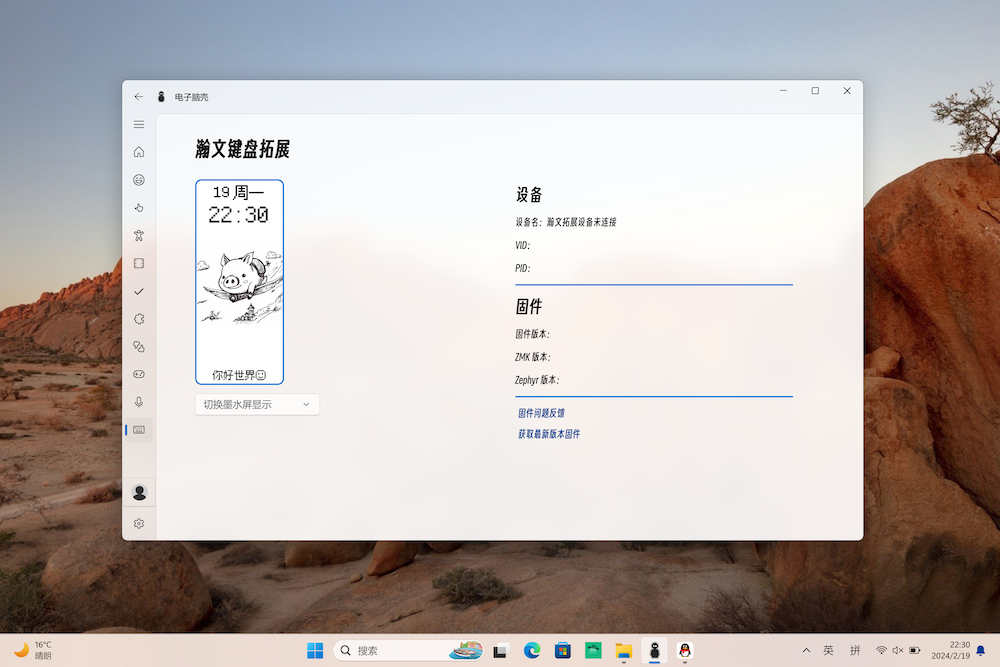 电子脑壳
瀚文键盘拓展
19 周一
22:30
你好世界
切换墨水屏显示
设备
设备名：瀚文拓展设备未连接
VID:
PID:
固件
固件版本:
ZMK 版本:
Zephyr 版本:
固件问题反馈
获取最新版本固件
16°C
晴朗
搜索
英
拼
22:30
2024/2/19